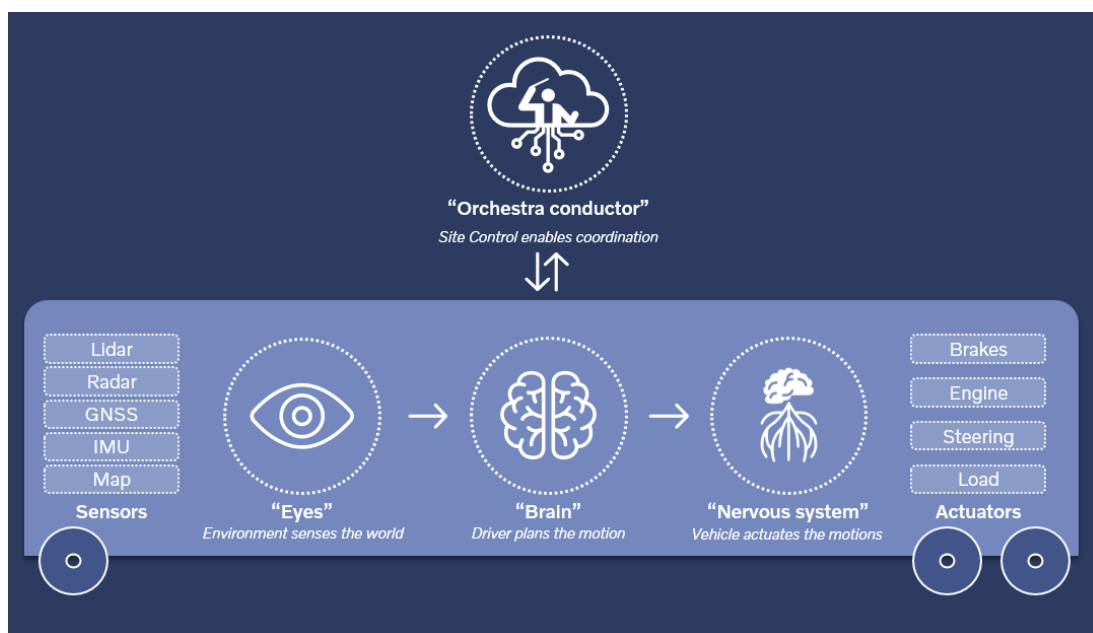 “Orchestra conductor”
Site Control enables coordination
Lidar
Radar
GNSS
IMU
Map
Sensors
“Eyes”
Environment senses the world
“Brain”
Driver plans the motion
“Nervous system”
Vehicle actuates the motions
Brakes
Engine
Steering
Load
Actuators